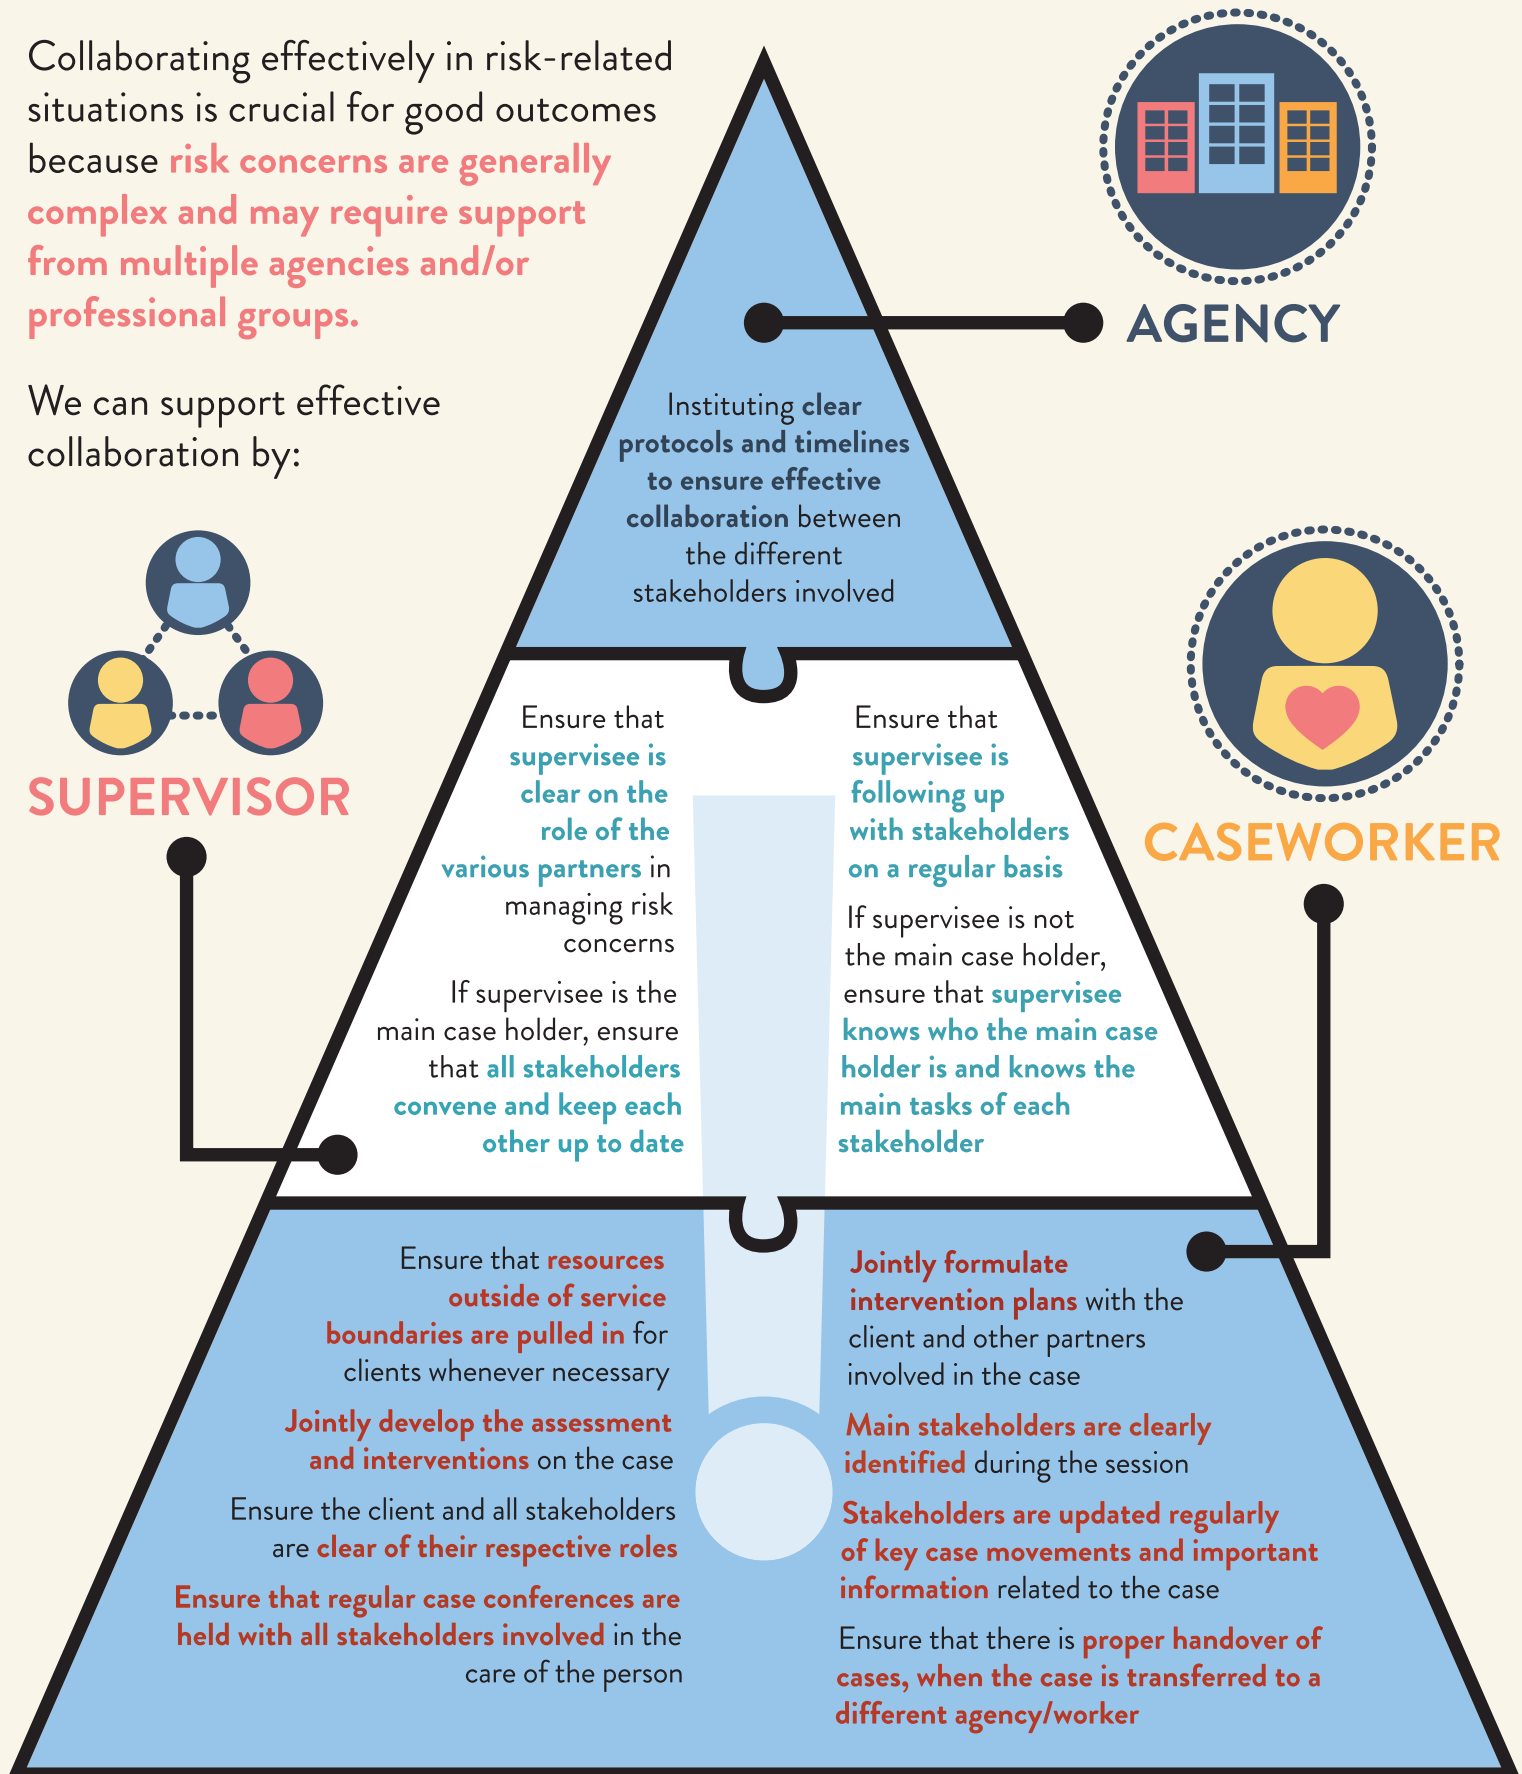 Collaborating effectively in risk-related
situations is crucial for good outcomes
because risk concerns are generally
complex and may require support
from multiple agencies and/or
professional groups.
We can support effective
collaboration by:
AGENCY
Instituting clear
protocols and timelines
to ensure effective
collaboration between
the different
stakeholders involved
SUPERVISOR
Ensure that
supervisee is
clear on the
role of the
various partners in
managing risk
concerns
If supervisee is the
main case holder, ensure
that all stakeholders
convene and keep each
other up to date
Ensure that
supervisee is
following up
with stakeholders
on a regular basis
If supervisee is not
the main case holder,
ensure that supervisee
knows who the main case
holder is and knows the
main tasks of each
stakeholder
CASEWORKER
Ensure that resources
outside of service
boundaries are pulled in for
clients whenever necessary
Jointly develop the assessment
and interventions on the case
Ensure the client and all stakeholders
are clear of their respective roles
Ensure that regular case conferences are
held with all stakeholders involved in the
care of the person
Jointly formulate
intervention plans with the
client and other partners
involved in the case
Main stakeholders are clearly
identified during the session
Stakeholders are updated regularly
of key case movements and important
information related to the case
Ensure that there is proper handover of
cases, when the case is transferred to a
different agency/worker